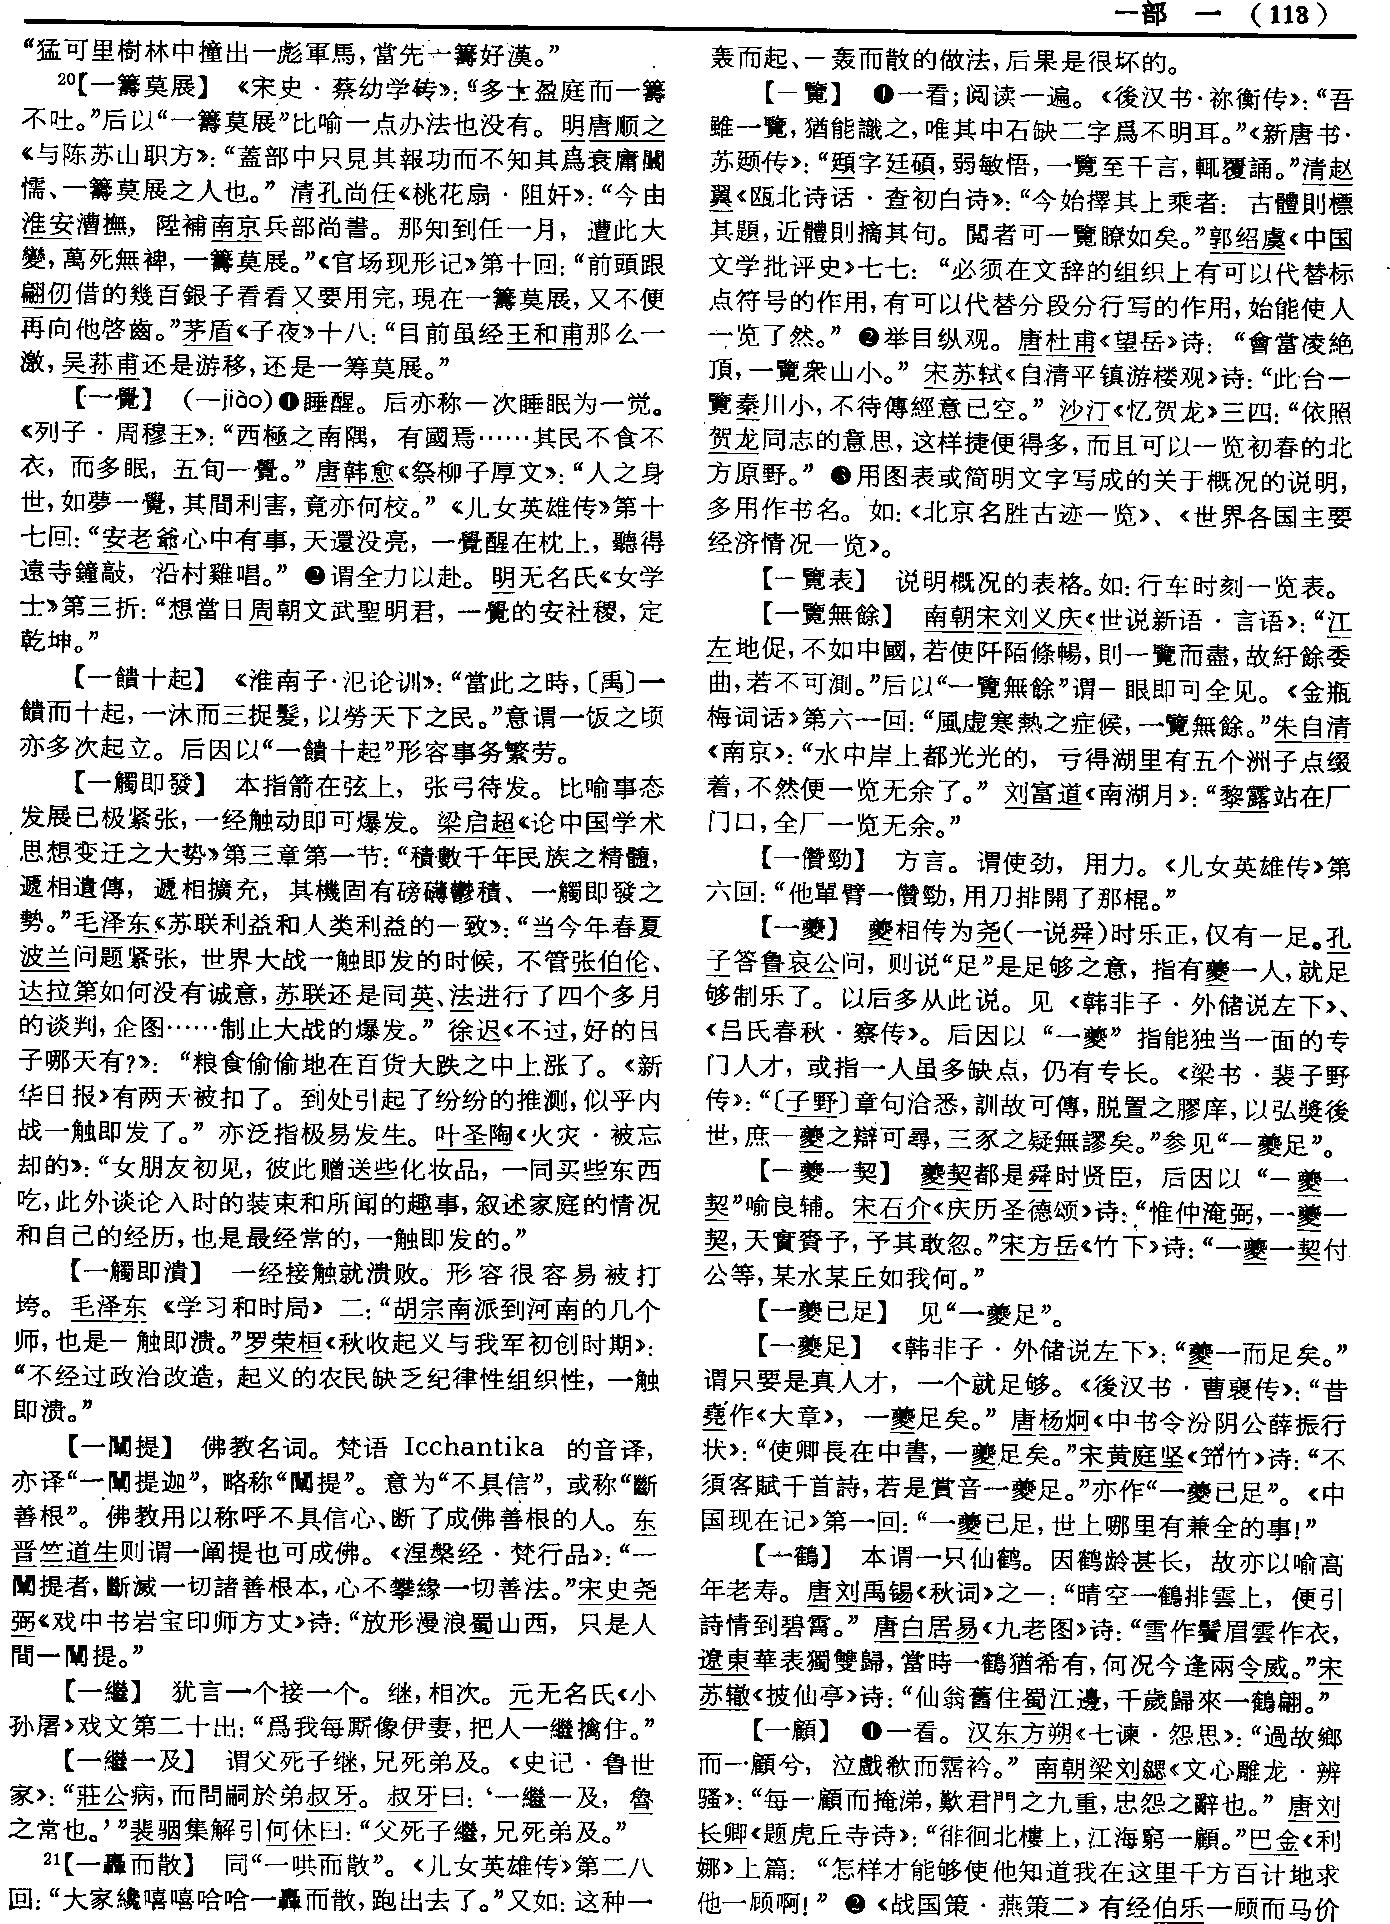 一部 一 （113）
“猛可里樹林中撞出一彪軍馬，當先一籌好漢。”
20【一籌莫展】 《宋史·蔡幼学传》：“多士盈庭而一籌
不吐。”后以“一籌莫展”比喻一点办法也没有。明唐顺之
《与陈苏山职方》：“蓋部中只見其報功而不知其爲衰庸闒
懦、一籌莫展之人也。” 清孔尚任《桃花扇·阻奸》：“今由
淮安漕撫，陞補南京兵部尚書。那知到任一月，遭此大
變，萬死無裨，一籌莫展。”《官场现形记》第十回：“前頭跟
翩仞借的幾百銀子看看又要用完，現在一籌莫展，又不便
再向他啓齒。”茅盾《子夜》十八：“目前虽经王和甫那么一
激，吴荪甫还是游移，还是一筹莫展。”
【一覺】 （—jiào）❶睡醒。后亦称一次睡眠为一觉。
《列子·周穆王》：“西極之南隅，有國焉……其民不食不
衣，而多眠，五旬一覺。” 唐韩愈《祭柳子厚文》：“人之身
世，如夢一覺，其間利害，竟亦何校。” 《儿女英雄传》第十
七回：“安老爺心中有事，天還没亮，一覺醒在枕上，聽得
遠寺鐘敲，沿村雞唱。” ❷谓全力以赴。明无名氏《女学
士》第三折：“想當日周朝文武聖明君，一覺的安社稷，定
乾坤。”
【一饋十起】 《淮南子·氾论训》：“當此之時，〔禹〕一
饋而十起，一沐而三捉髮，以勞天下之民。”意谓一饭之顷
亦多次起立。后因以“一饋十起”形容事务繁劳。
【一觸即發】 本指箭在弦上，张弓待发。比喻事态
发展已极紧张，一经触动即可爆发。梁启超《论中国学术
思想变迁之大势》第三章第一节：“積數千年民族之精髓，
遞相遺傳，遞相擴充，其機固有磅礴鬱積、一觸即發之
勢。”毛泽东《苏联利益和人类利益的一致》：“当今年春夏
波兰问题紧张，世界大战一触即发的时候，不管张伯伦、
达拉第如何没有诚意，苏联还是同英、法进行了四个多月
的谈判，企图……制止大战的爆发。” 徐迟《不过，好的日
子哪天有？》：“粮食偷偷地在百货大跌之中上涨了。《新
华日报》有两天被扣了。到处引起了纷纷的推测，似乎内
战一触即发了。” 亦泛指极易发生。叶圣陶《火灾·被忘
却的》：“女朋友初见，彼此赠送些化妆品，一同买些东西
吃，此外谈论入时的装束和所闻的趣事，叙述家庭的情况
和自己的经历，也是最经常的，一触即发的。”
【一觸即潰】 一经接触就溃败。形容很容易被打
垮。毛泽东《学习和时局》二：“胡宗南派到河南的几个
师，也是一触即溃。”罗荣桓《秋收起义与我军初创时期》：
“不经过政治改造，起义的农民缺乏纪律性组织性，一触
即溃。”
【一闡提】 佛教名词。梵语 Icchantika 的音译，
亦译“一闡提迦”，略称“闡提”。意为“不具信”，或称“斷
善根”。佛教用以称呼不具信心、断了成佛善根的人。东
晋竺道生则谓一阐提也可成佛。《涅槃经·梵行品》：“一
闡提者，斷滅一切諸善根本，心不攀緣一切善法。”宋史尧
弼《戏中书岩宝印师方丈》诗：“放形漫浪蜀山西，只是人
間一闡提。”
【一繼】 犹言一个接一个。继，相次。元无名氏《小
孙屠》戏文第二十出：“爲我每厮像伊妻，把人一繼擒住。”
【一繼一及】 谓父死子继，兄死弟及。《史记·鲁世
家》：“莊公病，而問嗣於弟叔牙。叔牙曰：‘一繼一及，魯
之常也。’”裴骃集解引何休曰：“父死子繼，兄死弟及。”
21【一轟而散】 同“一哄而散”。《儿女英雄传》第二八
回：“大家纔嘻嘻哈哈一轟而散，跑出去了。”又如：这种一
轰而起、一轰而散的做法，后果是很坏的。
【一覽】 ❶一看；阅读一遍。《後汉书·祢衡传》：“吾
雖一覽，猶能識之，唯其中石缺二字爲不明耳。”《新唐书·
苏颋传》：“頲字廷碩，弱敏悟，一覽至千言，輒覆誦。”清赵
翼《瓯北诗话·查初白诗》：“今始擇其上乘者：古體則標
其題，近體則摘其句。閲者可一覽瞭如矣。”郭绍虞《中国
文学批评史》七七：“必须在文辞的组织上有可以代替标
点符号的作用，有可以代替分段分行写的作用，始能使人
一览了然。” ❷举目纵观。唐杜甫《望岳》诗：“會當凌絶
頂，一覽衆山小。” 宋苏轼《自清平镇游楼观》诗：“此台一
覽秦川小，不待傳經意已空。” 沙汀《忆贺龙》三四：“依照
贺龙同志的意思，这样捷便得多，而且可以一览初春的北
方原野。” ❸用图表或简明文字写成的关于概况的说明，
多用作书名。如：《北京名胜古迹一览》、《世界各国主要
经济情况一览》。
【一覽表】 说明概况的表格。如：行车时刻一览表。
【一覽無餘】 南朝宋刘义庆《世说新语·言语》：“江
左地促，不如中國，若使阡陌條暢，則一覽而盡，故紆餘委
曲，若不可測。”后以“一覽無餘”谓一眼即可全见。《金瓶
梅词话》第六一回：“風虚寒熱之症候，一覽無餘。”朱自清
《南京》：“水中岸上都光光的，亏得湖里有五个洲子点缀
着，不然便一览无余了。” 刘富道《南湖月》：“黎露站在厂
门口，全厂一览无余。”
【一儹勁】 方言。谓使劲，用力。《儿女英雄传》第
六回：“他單臂一儹勁，用刀排開了那棍。”
【一夔】 夔相传为尧（一说舜）时乐正，仅有一足。孔
子答鲁哀公问，则说“足”是足够之意，指有夔一人，就足
够制乐了。以后多从此说。见《韩非子·外储说左下》、
《吕氏春秋·察传》。后因以“一夔”指能独当一面的专
门人才，或指一人虽多缺点，仍有专长。《梁书·裴子野
传》：“〔子野〕章句洽悉，訓故可傳，脱置之膠庠，以弘獎後
世，庶一夔之辯可尋，三豕之疑無謬矣。”参见“一夔足”。
【一夔一契】 夔契都是舜时贤臣，后因以“一夔一
契”喻良辅。宋石介《庆历圣德颂》诗：“惟仲淹弼，一夔一
契，天實賚予，予其敢忽。”宋方岳《竹下》诗：“一夔一契付
公等，某水某丘如我何。”
【一夔已足】 见“一夔足”。
【一夔足】 《韩非子·外储说左下》：“夔一而足矣。”
谓只要是真人才，一个就足够。《後汉书·曹襃传》：“昔
堯作《大章》，一夔足矣。” 唐杨炯《中书令汾阴公薛振行
状》：“使卿長在中書，一夔足矣。”宋黄庭坚《筇竹》诗：“不
須客賦千首詩，若是賞音一夔足。”亦作“一夔已足”。《中
国现在记》第一回：“一夔已足，世上哪里有兼全的事！”
【一鶴】 本谓一只仙鹤。因鹤龄甚长，故亦以喻高
年老寿。唐刘禹锡《秋词》之一：“晴空一鶴排雲上，便引
詩情到碧霄。” 唐白居易《九老图》诗：“雪作鬚眉雲作衣，
遼東華表獨雙歸，當時一鶴猶希有，何况今逢兩令威。”宋
苏辙《披仙亭》诗：“仙翁舊住蜀江邊，千歲歸來一鶴翩。”
【一顧】 ❶一看。汉东方朔《七谏·怨思》：“過故鄉
而一顧兮，泣歔欷而霑衿。” 南朝梁刘勰《文心雕龙·辨
骚》：“每一顧而掩涕，歎君門之九重，忠怨之辭也。” 唐刘
长卿《题虎丘寺诗》：“徘徊北樓上，江海窮一顧。”巴金《利
娜》上篇：“怎样才能够使他知道我在这里千方百计地求
他一顾啊！” ❷《战国策·燕策二》有经伯乐一顾而马价